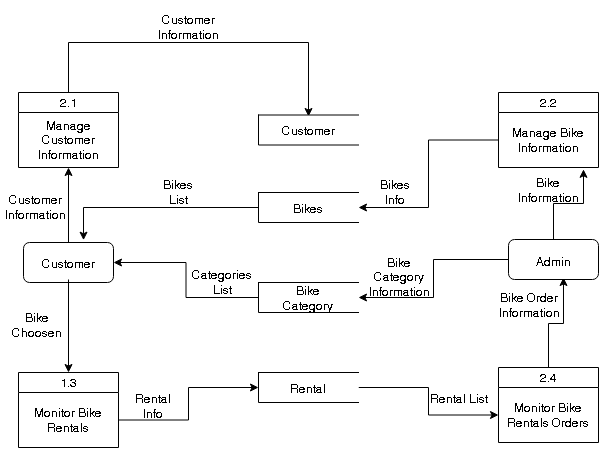 Customer
Information
2.1
Manage
Customer
Information
Customer
2.2
Manage Bike
Information
Bikes
List
Bikes
Info
Bike
Information
Customer
Information
Bikes
Customer
Categories
List
Bike
Category
Information
Admin
Bike
Category
Bike
Choosen
Bike Order
Information
1.3
Monitor Bike
Rentals
Rental
Info
Rental
Rental List
2.4
Monitor Bike
Rentals Orders